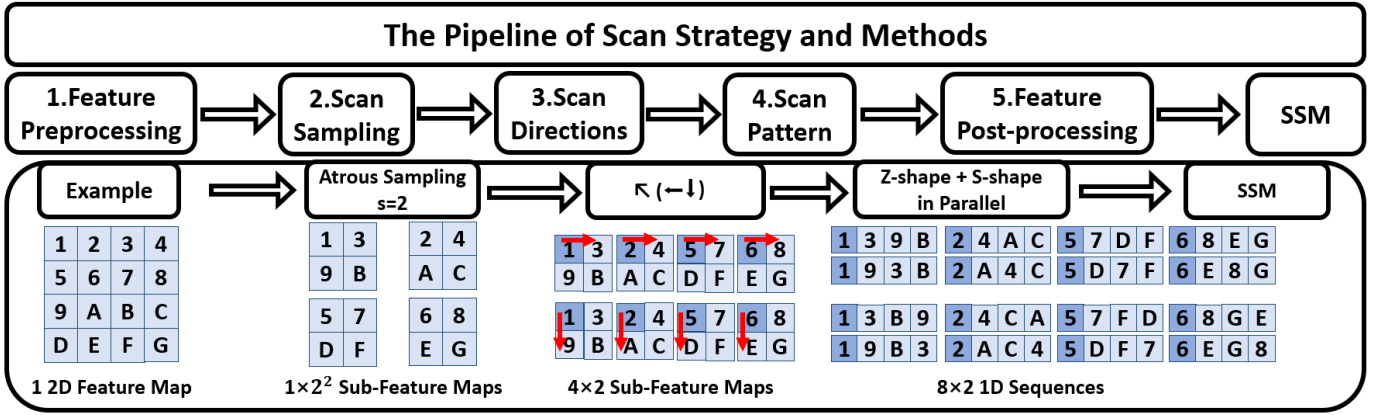 The Pipeline of Scan Strategy and Methods
1.Feature
Preprocessing
2.Scan
Sampling
3.Scan
Directions
4.Scan
Pattern
5.Feature
Post-processing
SSM
Example
Atrous Sampling
s=2
↖ (←↓)
Z-shape + S-shape
in Parallel
SSM
1 2 3 4
5 6 7 8
9 A B C
D E F G
1 2D Feature Map
1 3
9 B
2 4
A C
5 7
D F
6 8
E G
1×2² Sub-Feature Maps
1 3 2 4 5 7 6 8
9 B A C D F E G
1 3 2 4 5 7 6 8
9 B A C D F E G
4×2 Sub-Feature Maps
1 3 9 B 2 4 A C 5 7 D F 6 8 E G
1 9 3 B 2 A 4 C 5 D 7 F 6 E 8 G
1 3 B 9 2 4 C A 5 7 F D 6 8 G E
1 9 B 3 2 A C 4 5 D F 7 6 E G 8
8×2 1D Sequences